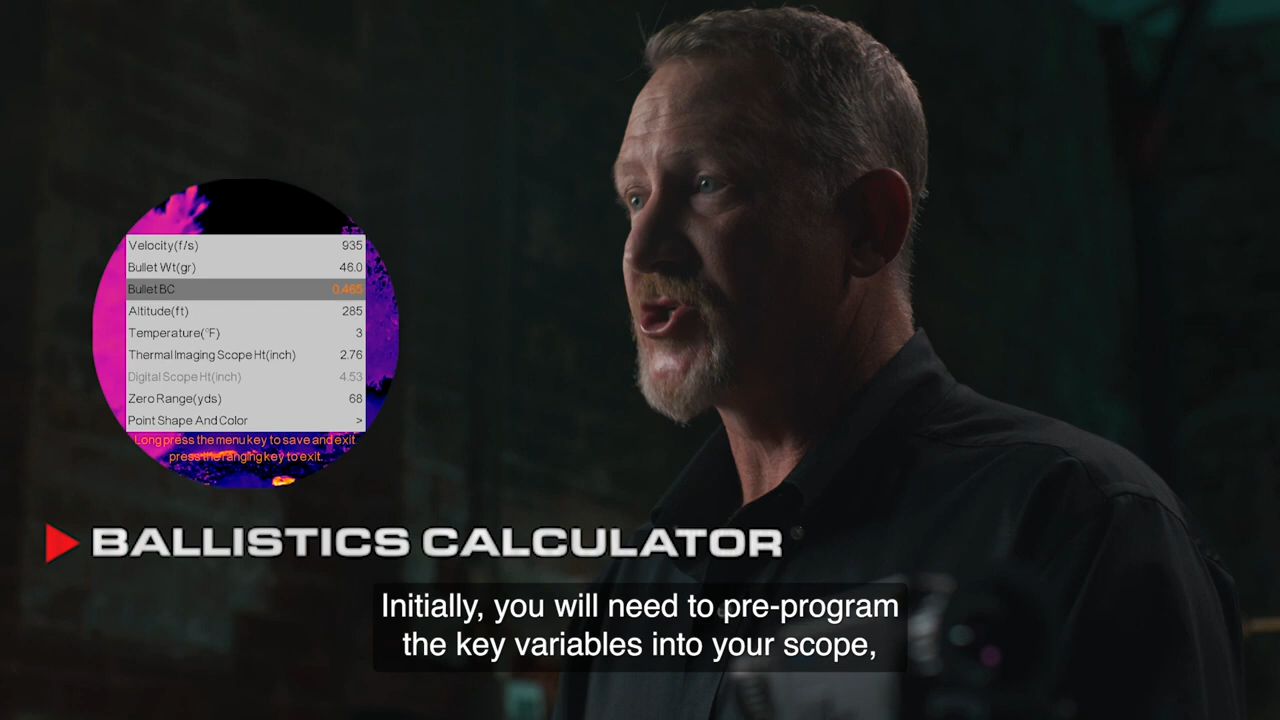 Velocity(f/s) 935
Bullet Wt(gr) 46.0
Bullet BC 0.465
Altitude(ft) 285
Temperature(°F) 3
Thermal Imaging Scope Ht(inch) 2.76
Digital Scope Ht(inch) 4.53
Zero Range(yds) 68
Point Shape And Color >
Long press the menu key to save and exit
press the ranging key to exit.
BALLISTICS CALCULATOR
Initially, you will need to pre-program
the key variables into your scope,